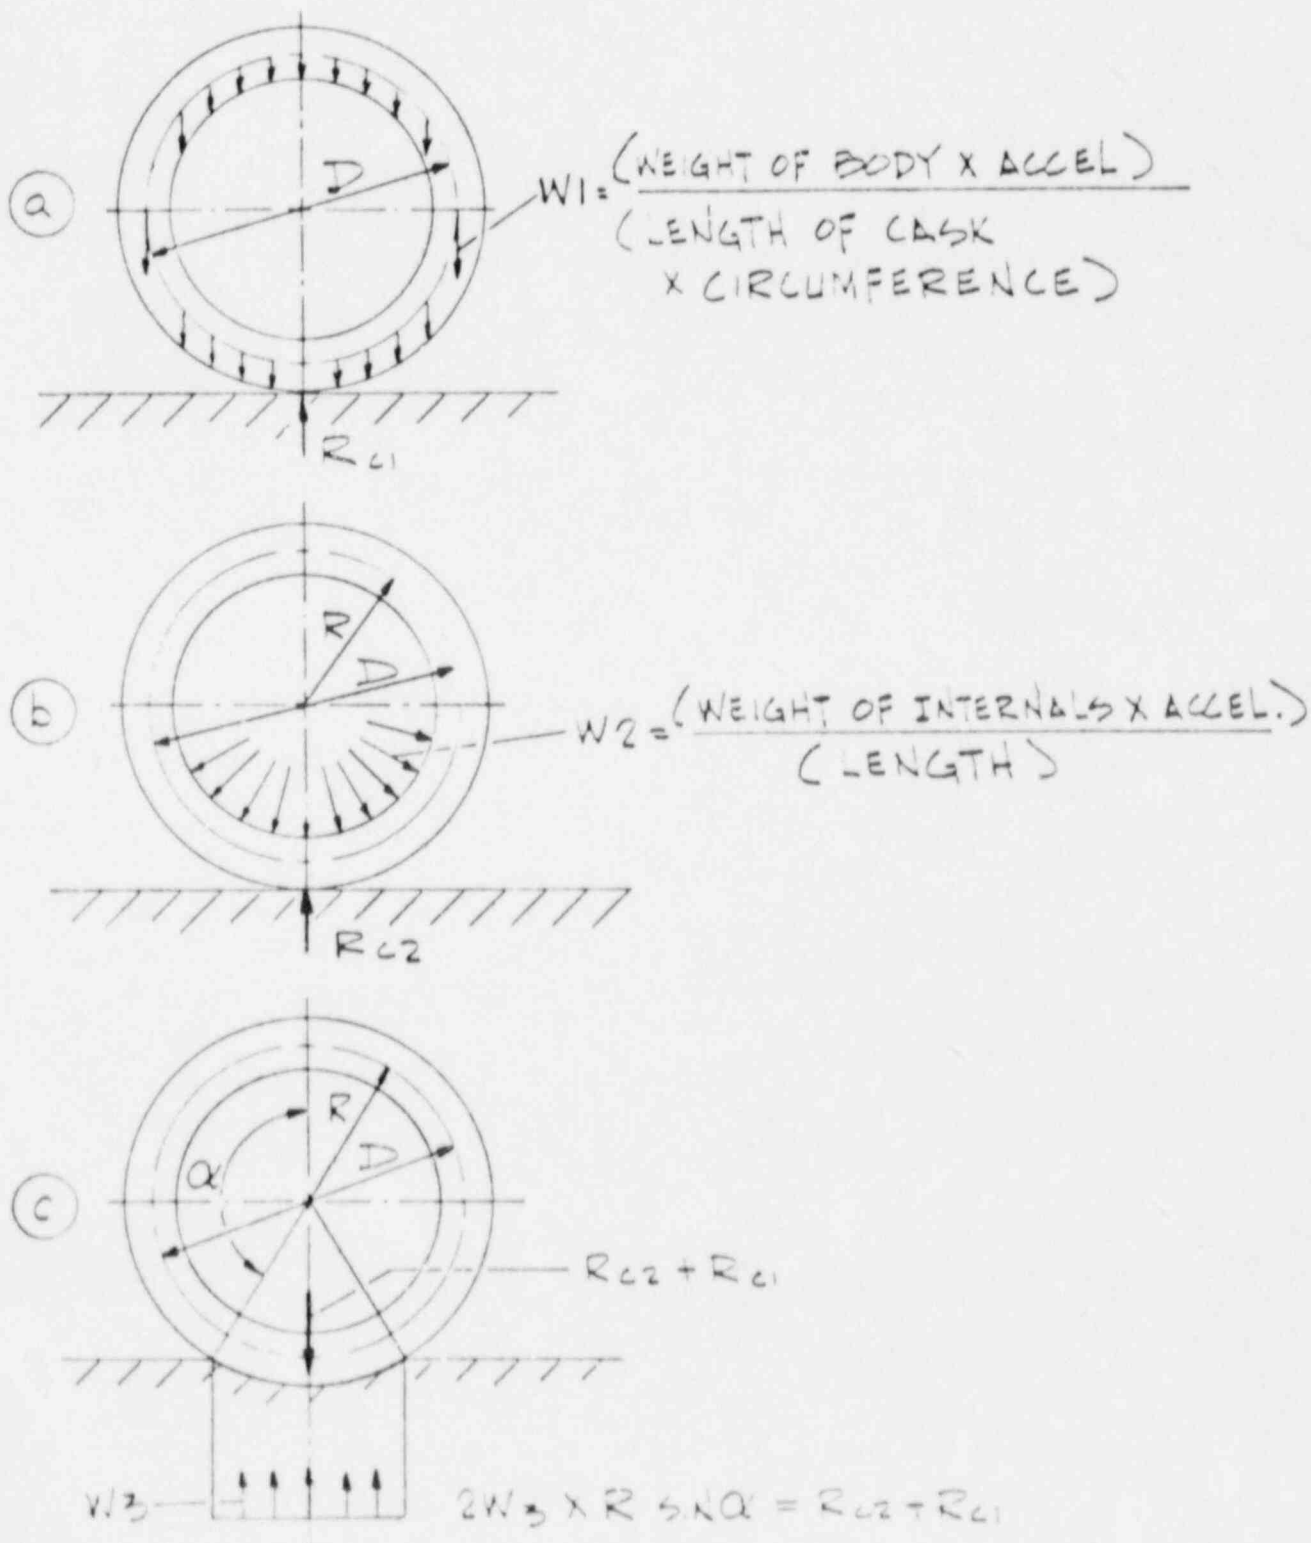 a
D
W1 = (WEIGHT OF BODY X ACCEL)
(LENGTH OF CASK
X CIRCUMFERENCE)
Rc1
b
R
D
W2 = (WEIGHT OF INTERNALS X ACCEL.)
(LENGTH)
Rc2
c
R
α
D
Rc2 + Rc1
W3
2W3 X R SINα = Rc2 + Rc1